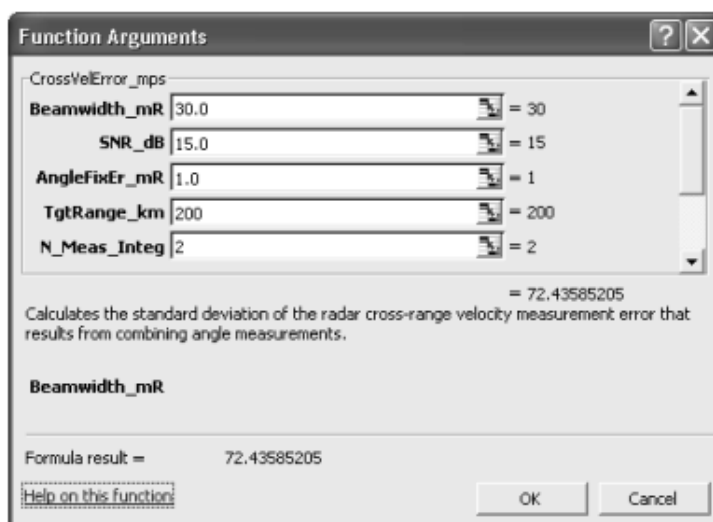 Function Arguments
CrossVelError_mps
Beamwidth_mR 30.0 = 30
SNR_dB 15.0 = 15
AngleFixEr_mR 1.0 = 1
TgtRange_km 200 = 200
N_Meas_Integ 2 = 2
= 72.43585205
Calculates the standard deviation of the radar cross-range velocity measurement error that
results from combining angle measurements.
Beamwidth_mR
Formula result = 72.43585205
Help on this function OK Cancel